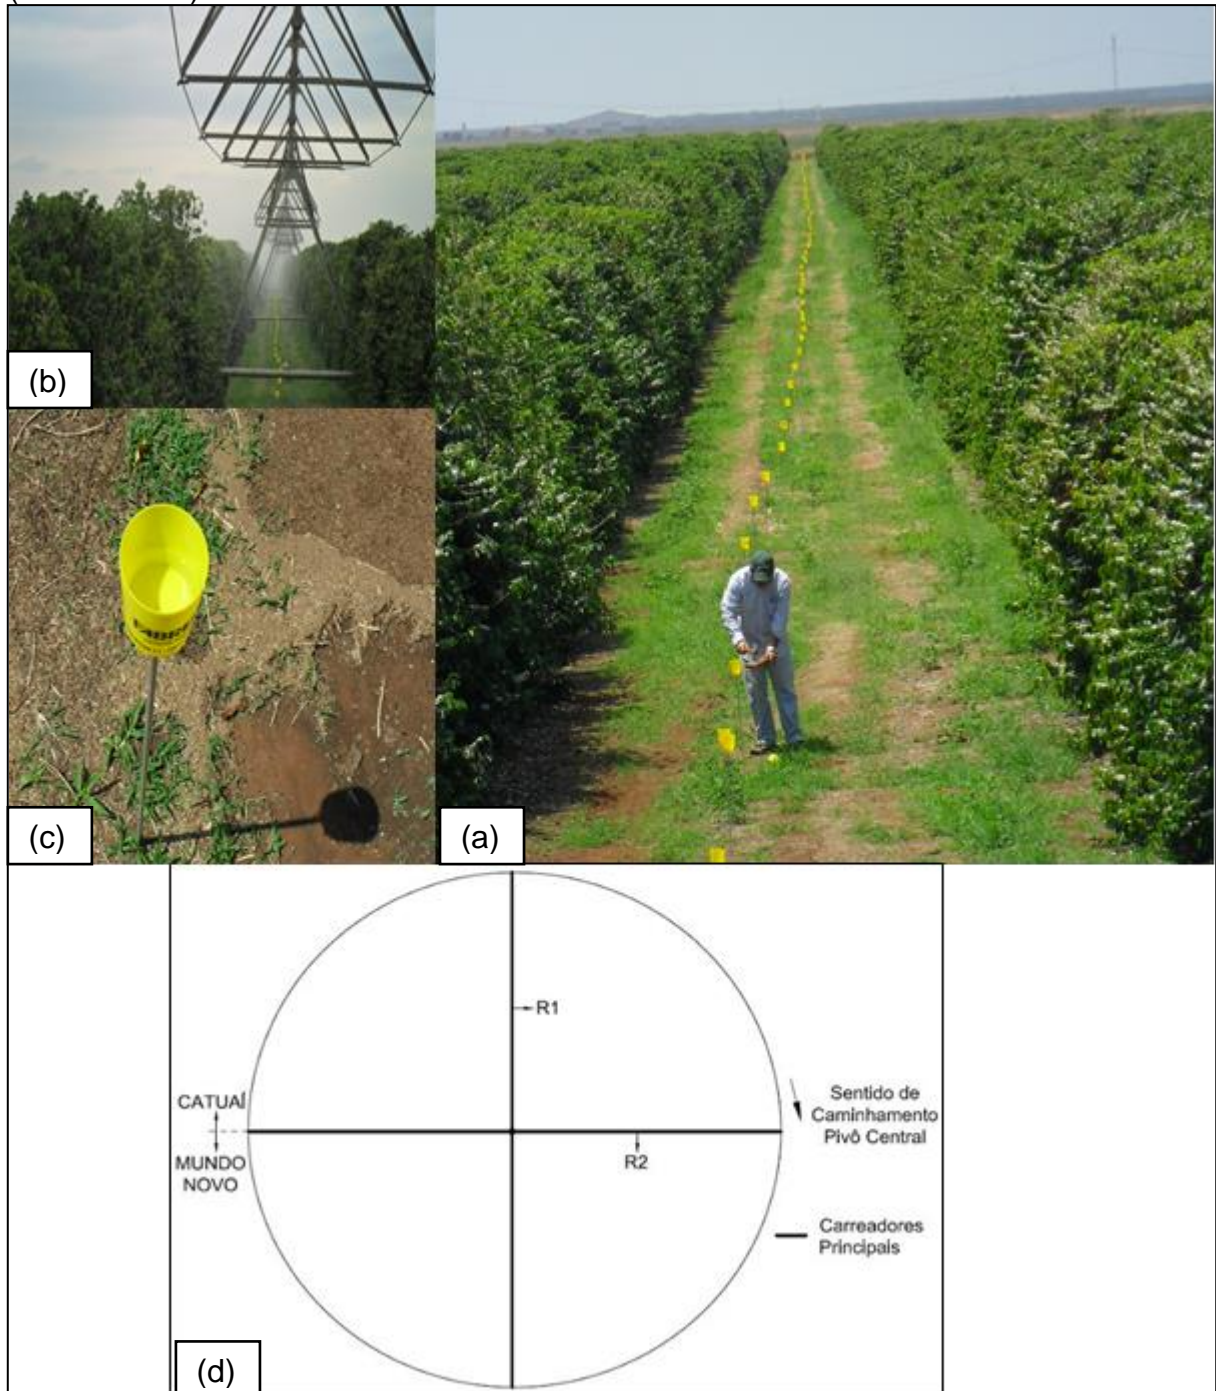 (b)
(c)
(a)
R1
CATUAÍ
MUNDO
NOVO
R2
Sentido de
Caminhamento
Pivô Central
Carreadores
Principais
(d)